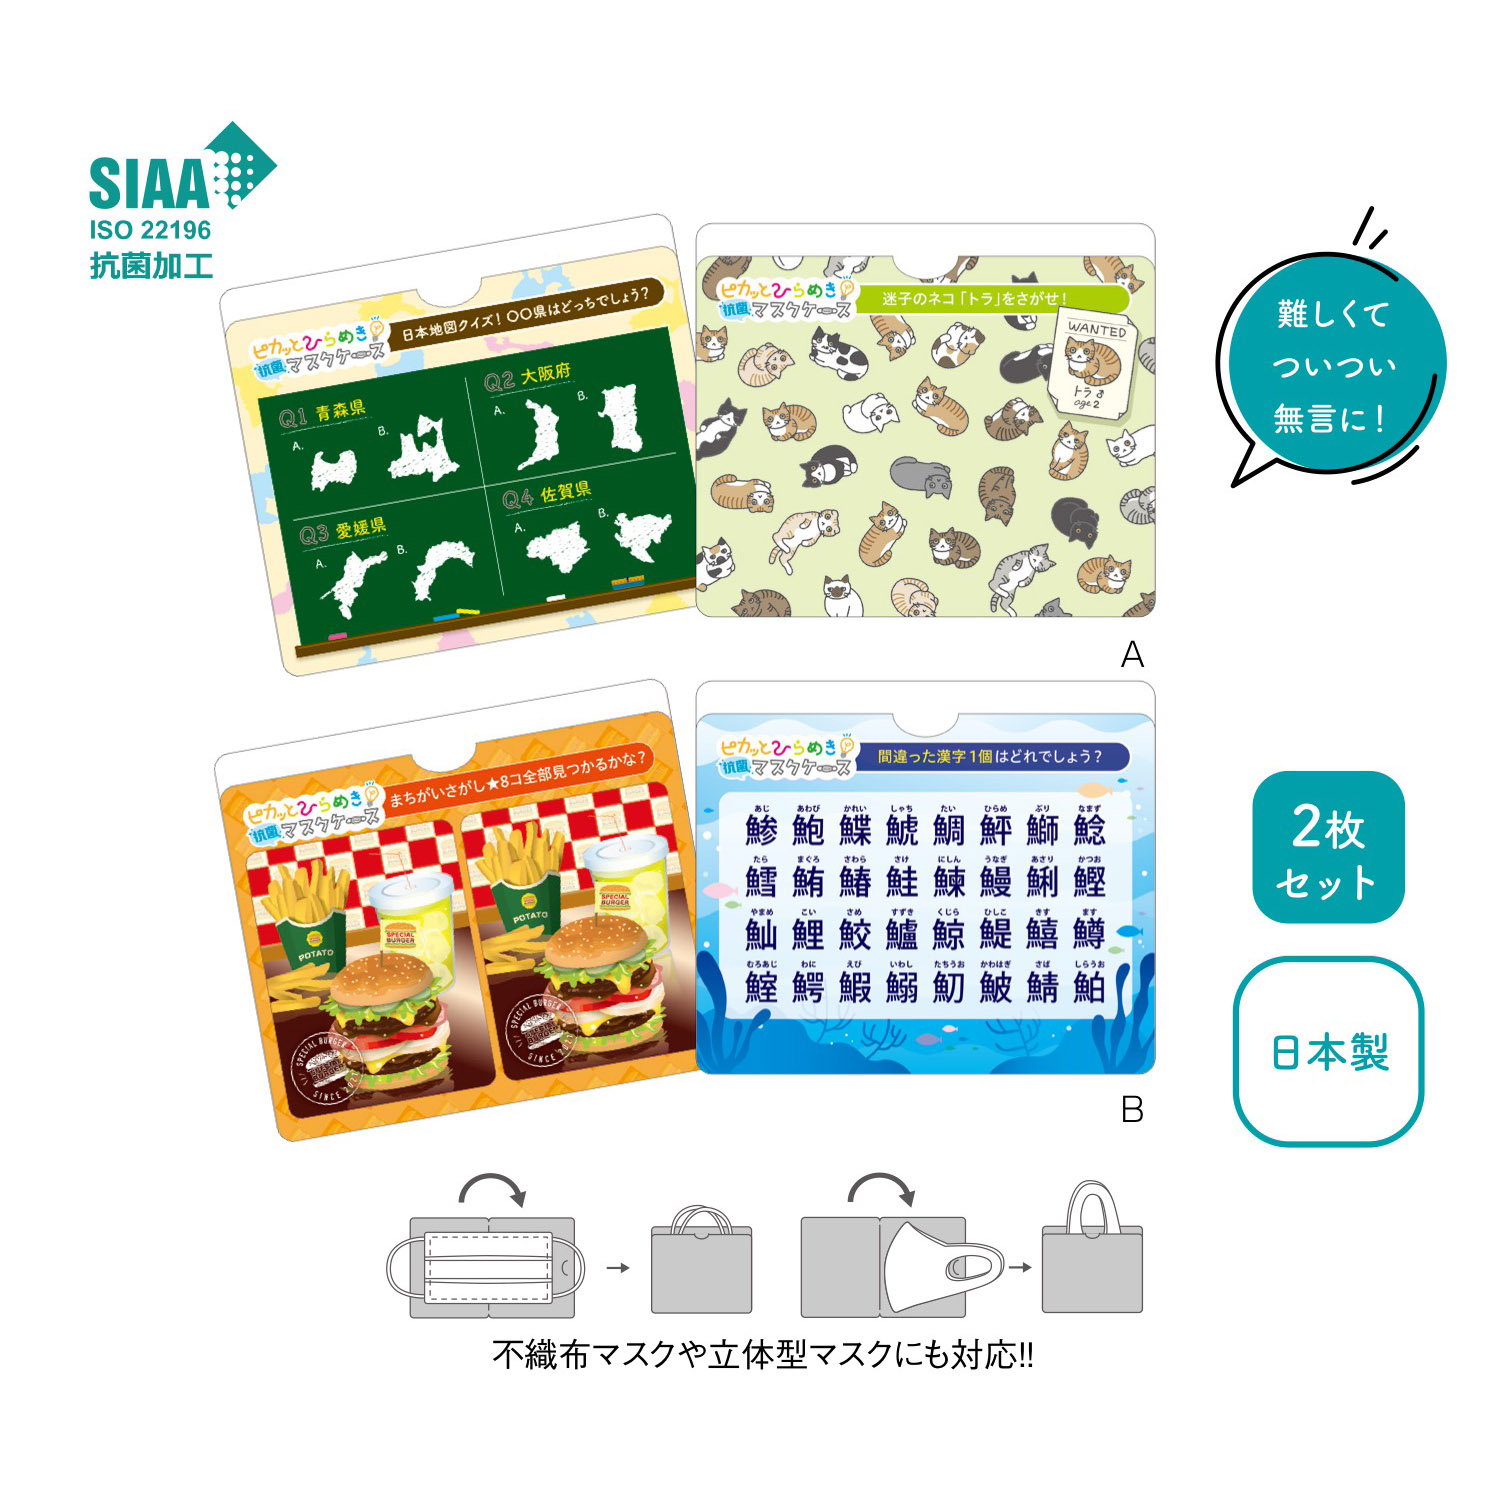 SIAA
ISO 22196
抗菌加工
ピカッとひらめき
抗菌マスクケース
日本地図クイズ！〇〇県はどっちでしょう？
Q1 青森県
A.
B.
Q2 大阪府
A.
B.
Q3 愛媛県
A.
B.
Q4 佐賀県
A.
B.
ピカッとひらめき
抗菌マスクケース
迷子のネコ「トラ」をさがせ！
WANTED
トラ♂
age2
A
難しくて
ついつい
無言に！
ピカッとひらめき
抗菌マスクケース
まちがいさがし★8コ全部見つかるかな？
POTATO
SPECIAL
BURGER
SPECIAL BURGER
SINCE 2021
POTATO
SPECIAL
BURGER
SPECIAL BURGER
SINCE 2021
ピカッとひらめき
抗菌マスクケース
間違った漢字1個はどれでしょう？
あじ あわび かれい しゃち たい ひらめ ぶり なまず
鯵 鮑 鰈 鯱 鯛 鮃 鰤 鯰
たら まぐろ さわら さけ にしん うなぎ あさり かつお
鱈 鮪 鰆 鮭 鰊 鰻 鯏 鰹
やまめ こい さめ すずき くじら ひしこ きす ます
鮋 鯉 鮫 鱸 鯨 鯷 鱚 鱒
むろあじ わに えび いわし たちうお かわはぎ さば しらうお
鰘 鰐 鰕 鰯 魛 鮍 鯖 鮊
B
2枚
セット
日本製
不織布マスクや立体型マスクにも対応!!